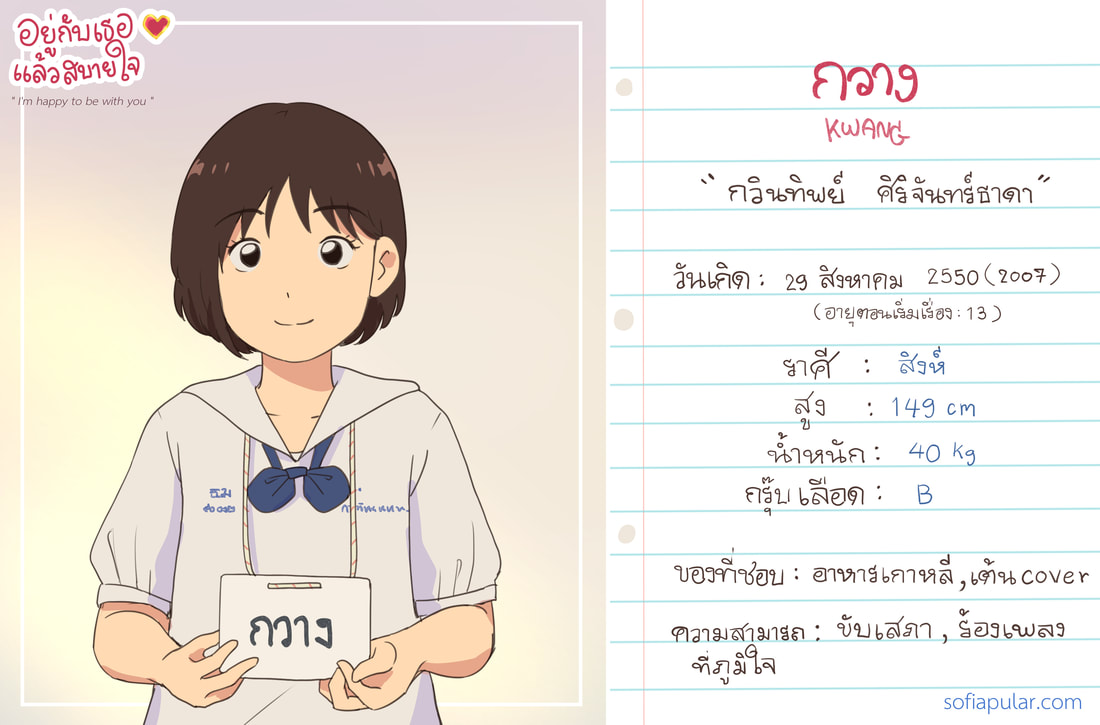 อยู่กับเธอ
แล้วสบายใจ
" I'm happy to be with you "
กวาง
กวาง
KWANG
"กวินทิพย์ ศิริจันทร์ธาดา"
วันเกิด : 29 สิงหาคม 2550 (2007)
(อายุตอนเริ่มเรื่อง : 13)
ราศี : สิงห์
สูง : 149 cm
น้ำหนัก : 40 kg
กรุ๊บเลือด : B
ของที่ชอบ : อาหารเกาหลี, เต้น cover
ความสามารถ : ขับเสภา, ร้องเพลง
ที่ภูมิใจ
sofiapular.com